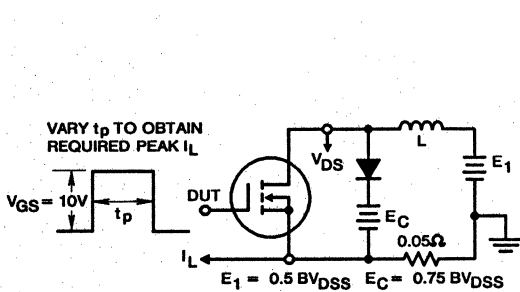 VARY tp TO OBTAIN
REQUIRED PEAK IL
VGS = 10V
tp
DUT
VDS
L
E1
EC
0.05Ω
IL
E1 = 0.5 BVDSS EC = 0.75 BVDSS